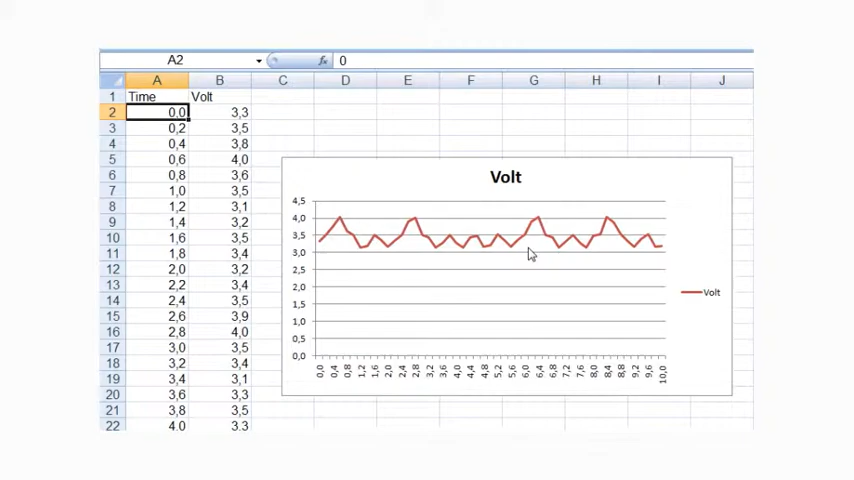 A2 fx 0
A B C D E F G H I J
1 Time Volt
2 0,0 3,3
3 0,2 3,5
4 0,4 3,8
5 0,6 4,0
6 0,8 3,6
7 1,0 3,5
8 1,2 3,1
9 1,4 3,2
10 1,6 3,5
11 1,8 3,4
12 2,0 3,2
13 2,2 3,4
14 2,4 3,5
15 2,6 3,9
16 2,8 4,0
17 3,0 3,5
18 3,2 3,4
19 3,4 3,1
20 3,6 3,3
21 3,8 3,5
22 4,0 3,3
Volt
4,5
4,0
3,5
3,0
2,5
2,0
1,5
1,0
0,5
0,0
0,0 0,4 0,8 1,2 1,6 2,0 2,4 2,8 3,2 3,6 4,0 4,4 4,8 5,2 5,6 6,0 6,4 6,8 7,2 7,6 8,0 8,4 8,8 9,2 9,6 10,0
Volt